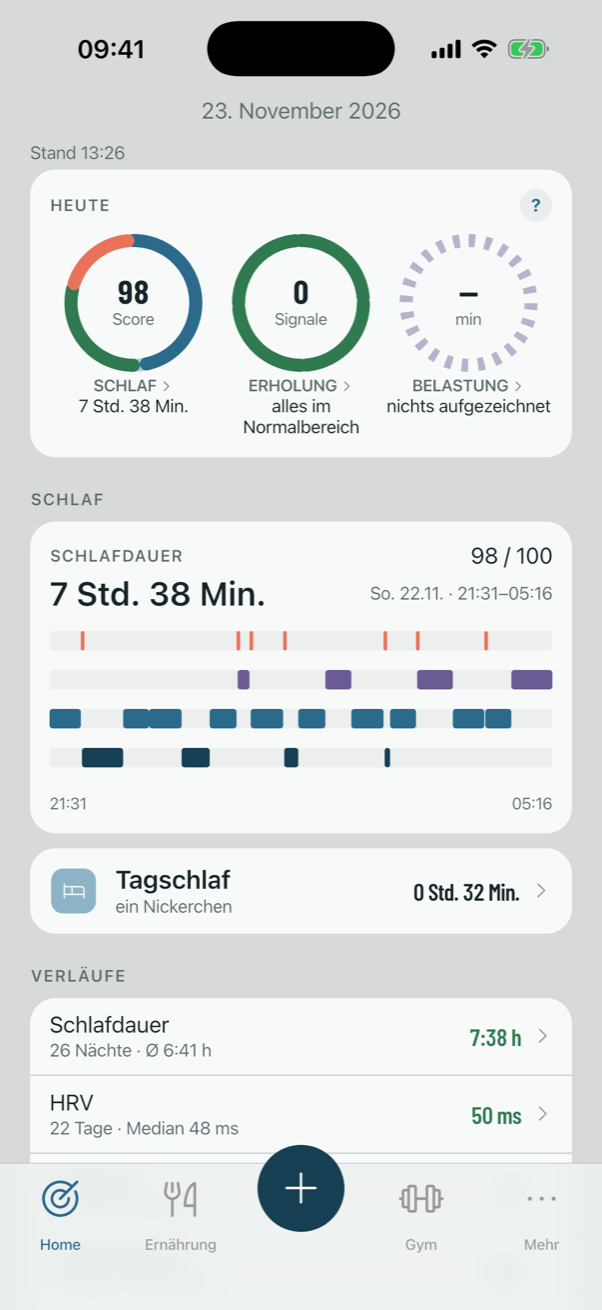 09:41
23. November 2026
Stand 13:26
HEUTE
?
98
Score
0
Signale
–
min
SCHLAF >
7 Std. 38 Min.
ERHOLUNG >
alles im
Normalbereich
BELASTUNG >
nichts aufgezeichnet
SCHLAF
SCHLAFDAUER
98 / 100
7 Std. 38 Min.
So. 22.11. · 21:31–05:16
21:31
05:16
Tagschlaf
ein Nickerchen
0 Std. 32 Min.
VERLÄUFE
Schlafdauer
26 Nächte · Ø 6:41 h
7:38 h
HRV
22 Tage · Median 48 ms
50 ms
Home
Ernährung
Gym
Mehr